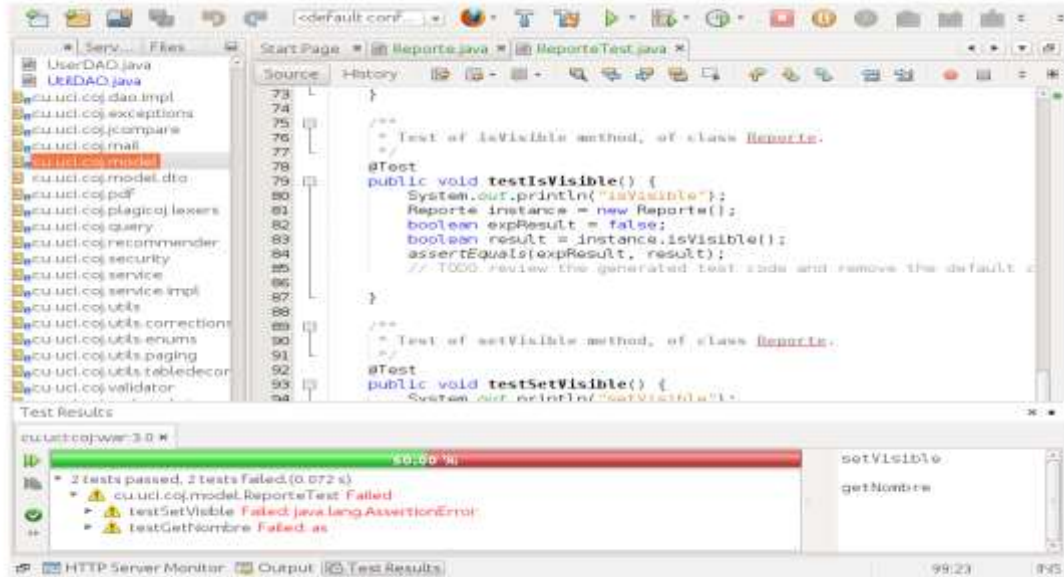 <default conf...
Serv... Files
Start Page Reporte.java ReporteTest.java
UserDAO.java
UtilDAO.java
cu.uci.coj.dao.impl
cu.uci.coj.exceptions
cu.uci.coj.jcompare
cu.uci.coj.mail
cu.uci.coj.model
cu.uci.coj.model.dto
cu.uci.coj.pdf
cu.uci.coj.plagicoj.lexers
cu.uci.coj.query
cu.uci.coj.recommender
cu.uci.coj.security
cu.uci.coj.service
cu.uci.coj.service.impl
cu.uci.coj.utils
cu.uci.coj.utils.corrections
cu.uci.coj.utils.enums
cu.uci.coj.utils.paging
cu.uci.coj.utils.tabledecor
cu.uci.coj.validator
Source History
73 }
74
75 /**
76 * Test of isVisible method, of class Reporte.
77 */
78 @Test
79 public void testIsVisible() {
80 System.out.println("isVisible");
81 Reporte instance = new Reporte();
82 boolean expResult = false;
83 boolean result = instance.isVisible();
84 assertEquals(expResult, result);
85 // TODO review the generated test code and remove the default c
86
87 }
88
89 /**
90 * Test of setVisible method, of class Reporte.
91 */
92 @Test
93 public void testSetVisible() {
94 System.out.println("setVisible");
Test Results
cu.uci:coj:war:3.0
50.00 %
2 tests passed, 2 tests failed.(0.072 s)
cu.uci.coj.model.ReporteTest Failed
testSetVisible Failed: java.lang.AssertionError
testGetNombre Failed: as
setVisible
getNombre
HTTP Server Monitor Output Test Results
99:23 INS